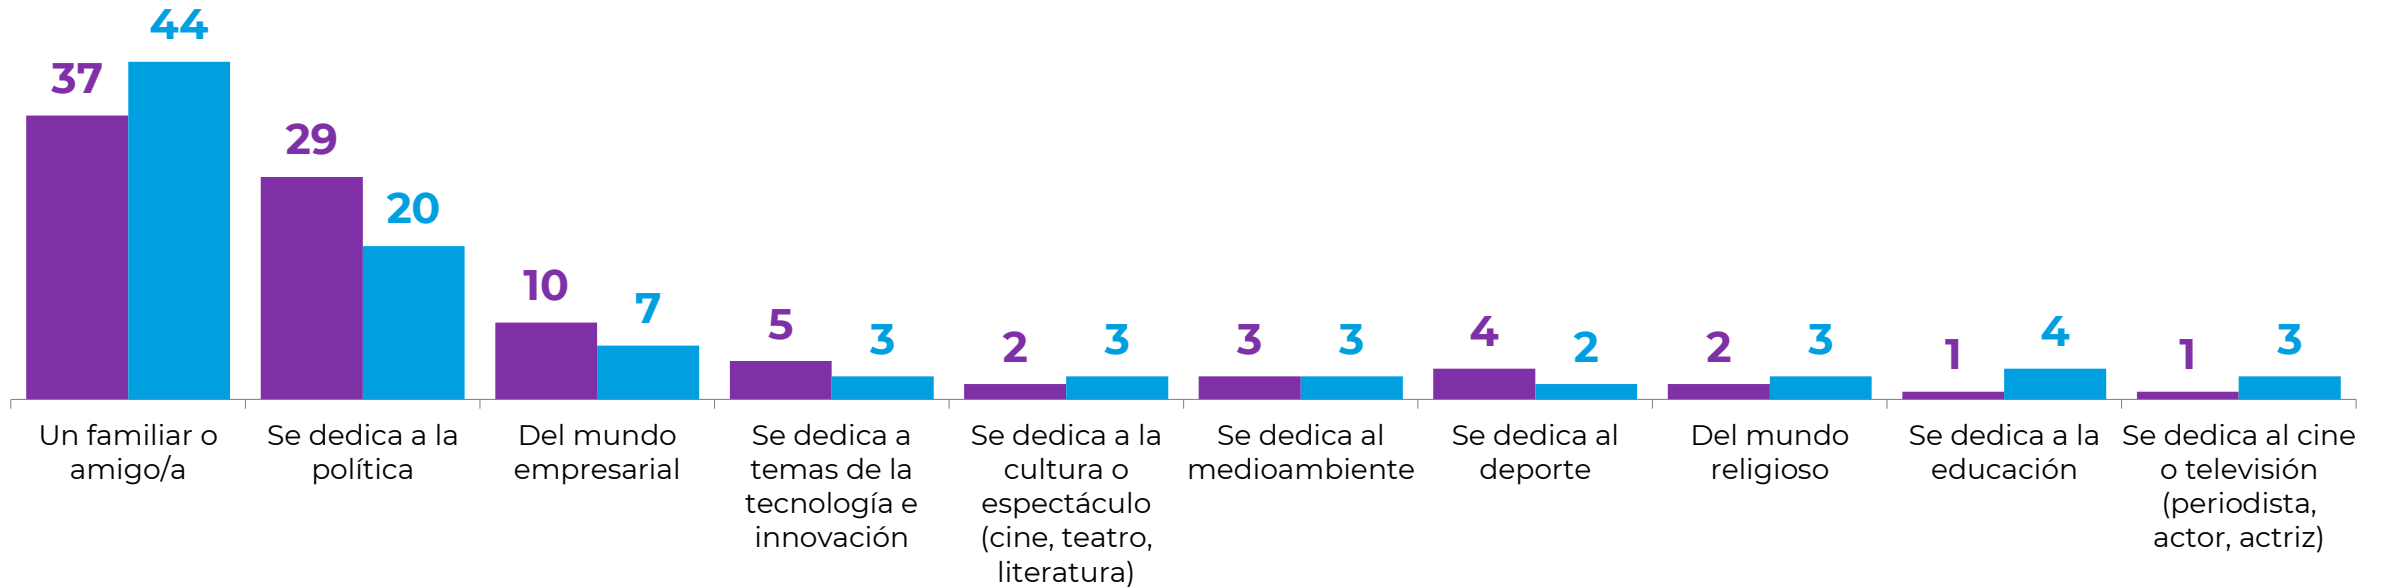 44
37
29
20
10
7
5
3
2
3
3
3
4
2
2
3
1
4
1
3
Un familiar o
amigo/a
Se dedica a la
política
Del mundo
empresarial
Se dedica a
temas de la
tecnología e
innovación
Se dedica a la
cultura o
espectáculo
(cine, teatro,
literatura)
Se dedica al
medioambiente
Se dedica al
deporte
Del mundo
religioso
Se dedica a la
educación
Se dedica al cine
o televisión
(periodista,
actor, actriz)